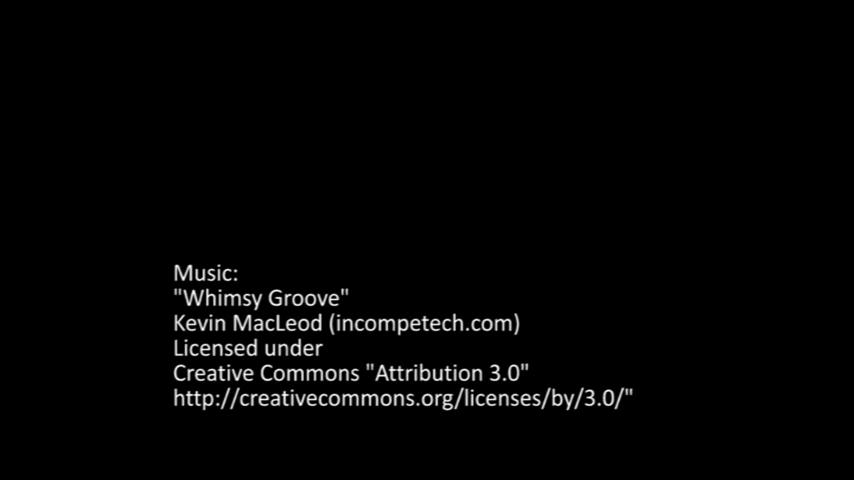 Music:
"Whimsy Groove"
Kevin MacLeod (incompetech.com)
Licensed under
Creative Commons "Attribution 3.0"
http://creativecommons.org/licenses/by/3.0/"